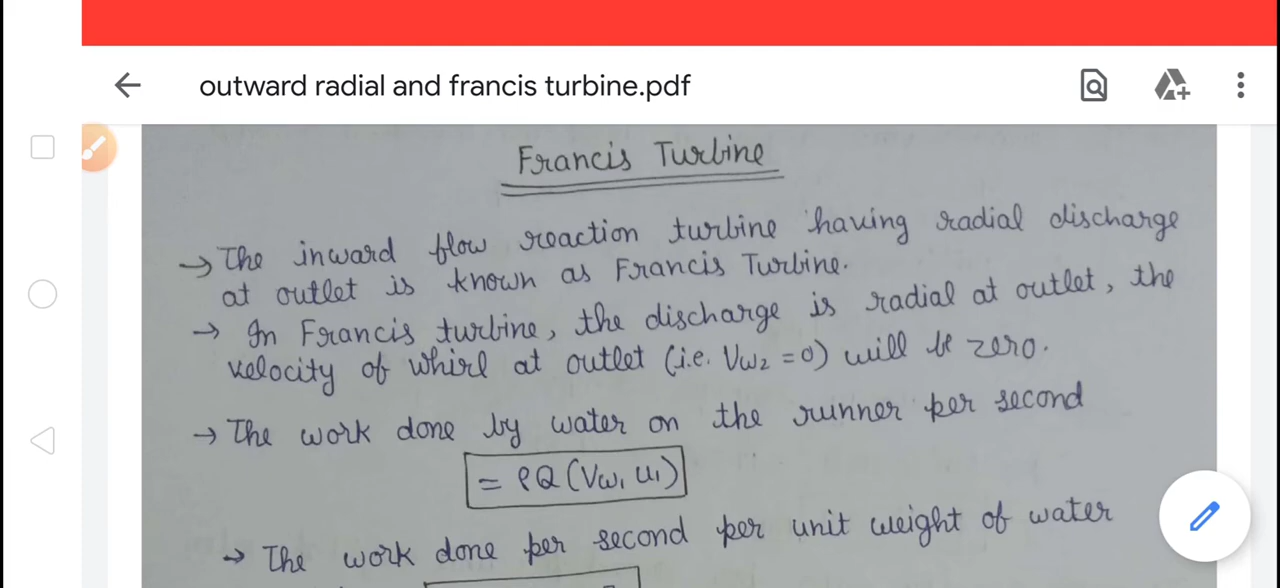 outward radial and francis turbine.pdf
Francis Turbine
→ The inward flow reaction turbine having radial discharge
at outlet is known as Francis Turbine.
→ In Francis turbine, the discharge is radial at outlet, the
velocity of whirl at outlet (i.e. Vw2 = 0) will be zero.
→ The work done by water on the runner per second
= ρQ (Vw1 u1)
→ The work done per second per unit weight of water